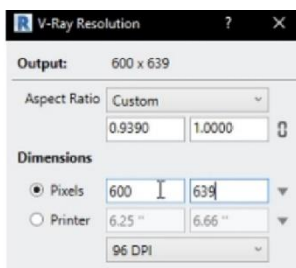 V-Ray Resolution ? ×
Output: 600 x 639
Aspect Ratio Custom
0.9390 1.0000
Dimensions
Pixels 600 639
Printer 6.25 " 6.66 "
96 DPI